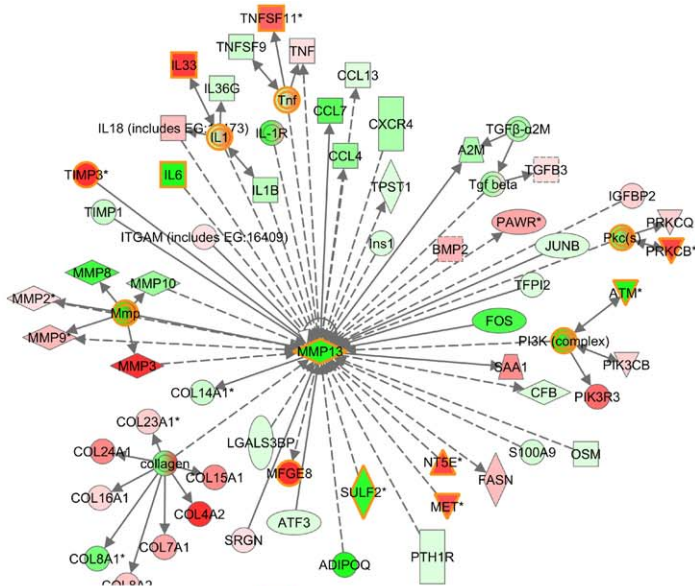 TNFSF11*
TNFSF9
TNF
IL33
CCL13
IL36G
Tnf
CCL7
CXCR4
IL18 (includes EG:
173)
IL1
IL-1R
TGFβ-α2M
A2M
CCL4
TIMP3*
IL6
IL1B
TPST1
Tgf beta
TGFB3
IGFBP2
TIMP1
PAWR*
PRKCQ
ITGAM (includes EG:16409)
Ins1
BMP2
JUNB
Pkc(s)
PRKCB*
MMP8
MMP10
TFPI2
MMP2*
ATM*
Mmp
FOS
MMP9*
MMP13
PI3K (complex)
MMP3
SAA1
PIK3CB
COL14A1*
CFB
PIK3R3
COL23A1*
LGALS3BP
COL24A1
collagen
S100A9
OSM
MFGE8
NT5E*
COL15A1
FASN
COL16A1
SULF2*
COL4A2
MET*
ATF3
SRGN
COL7A1
COL8A1*
ADIPOQ
PTH1R
COL8A2